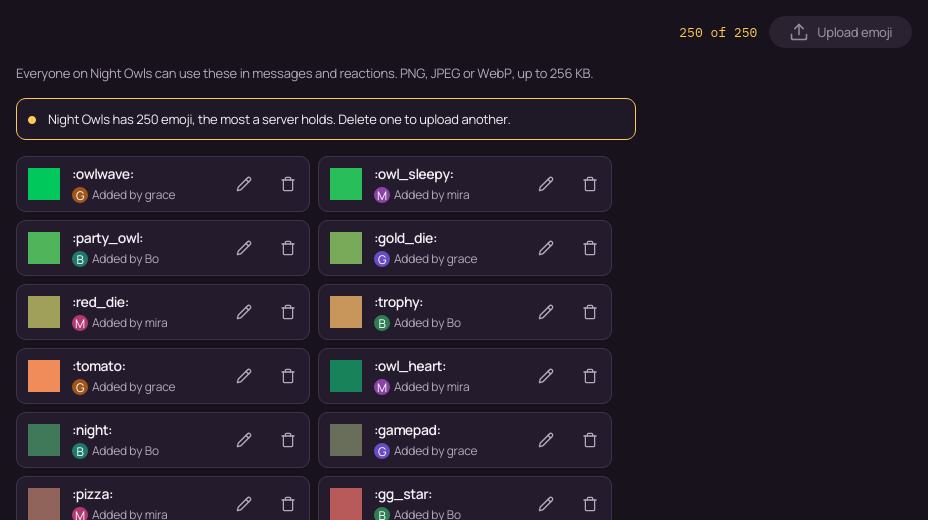 250 of 250
Upload emoji
Everyone on Night Owls can use these in messages and reactions. PNG, JPEG or WebP, up to 256 KB.
Night Owls has 250 emoji, the most a server holds. Delete one to upload another.
:owlwave:
G Added by grace
:owl_sleepy:
M Added by mira
:party_owl:
B Added by Bo
:gold_die:
G Added by grace
:red_die:
M Added by mira
:trophy:
B Added by Bo
:tomato:
G Added by grace
:owl_heart:
M Added by mira
:night:
B Added by Bo
:gamepad:
G Added by grace
:pizza:
M Added by mira
:gg_star:
B Added by Bo